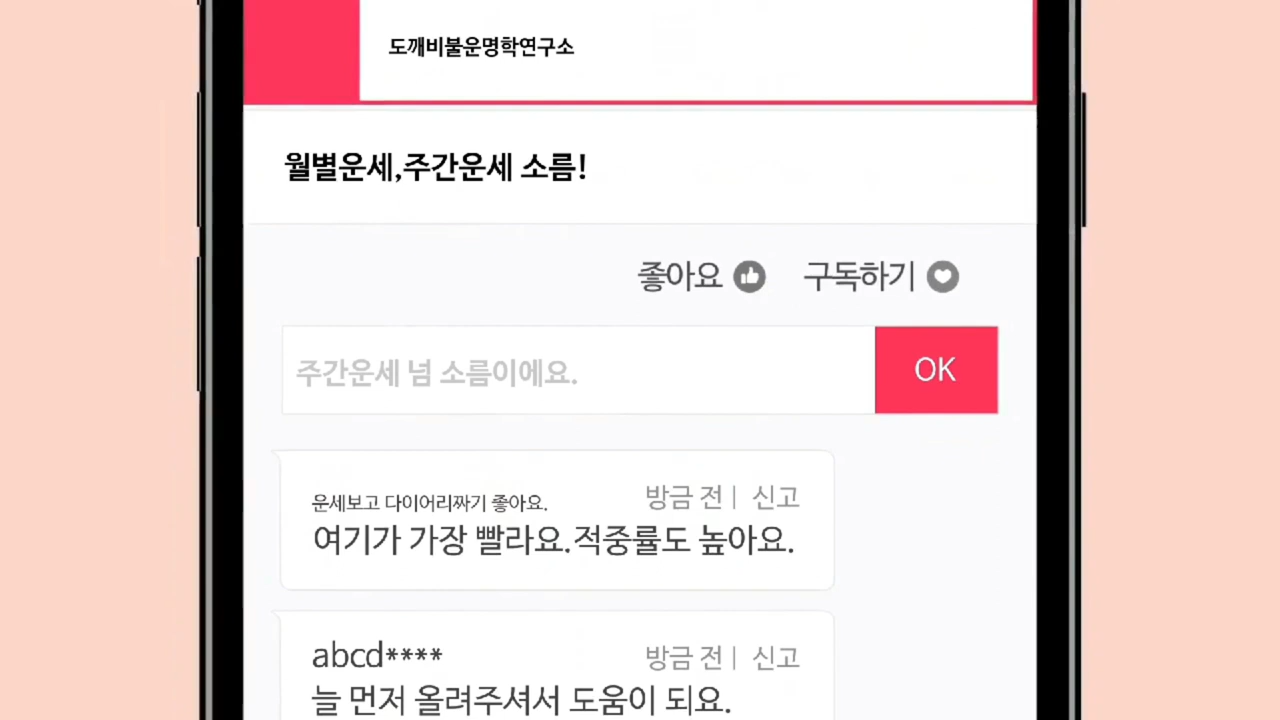 도깨비불운명학연구소
월별운세,주간운세 소름!
좋아요 구독하기
주간운세 넘 소름이에요.
OK
운세보고 다이어리짜기 좋아요. 방금 전 | 신고
여기가 가장 빨라요.적중률도 높아요.
abcd**** 방금 전 | 신고
늘 먼저 올려주셔서 도움이 되요.